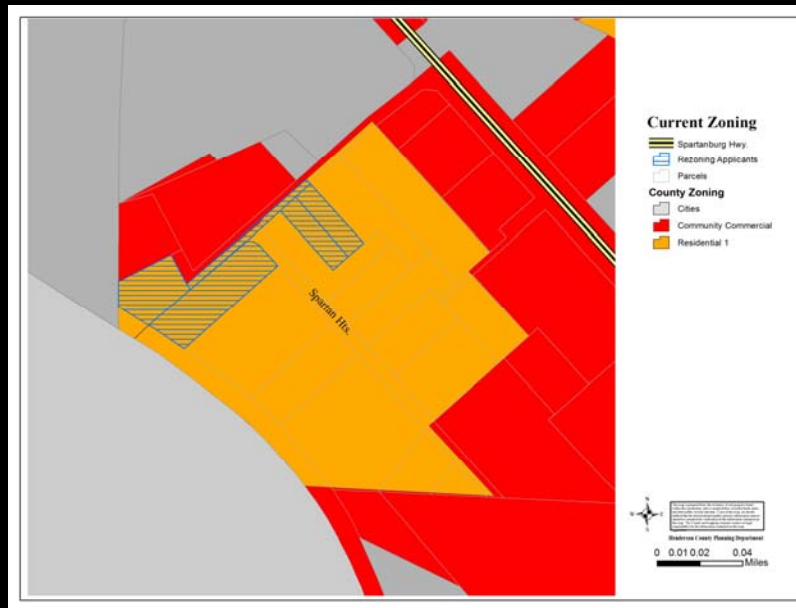 Current Zoning
Spartanburg Hwy.
Rezoning Applicants
Parcels
County Zoning
Cities
Community Commercial
Residential 1
Spartan Hts.
N
W
E
S
Henderson County Planning Department
0 0.01 0.02 0.04
Miles